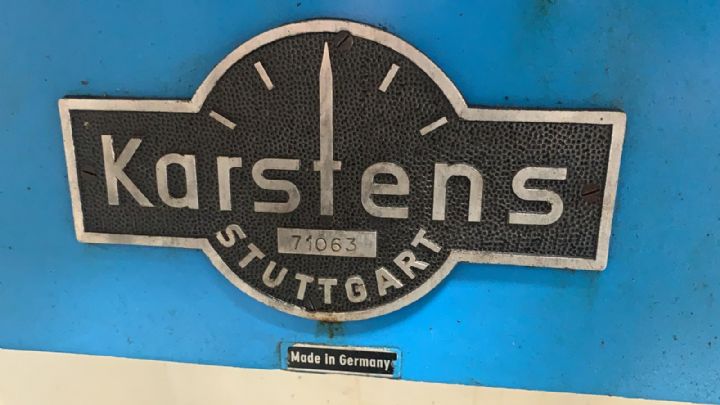 Karstens
71063
STUTTGART
Made in Germany